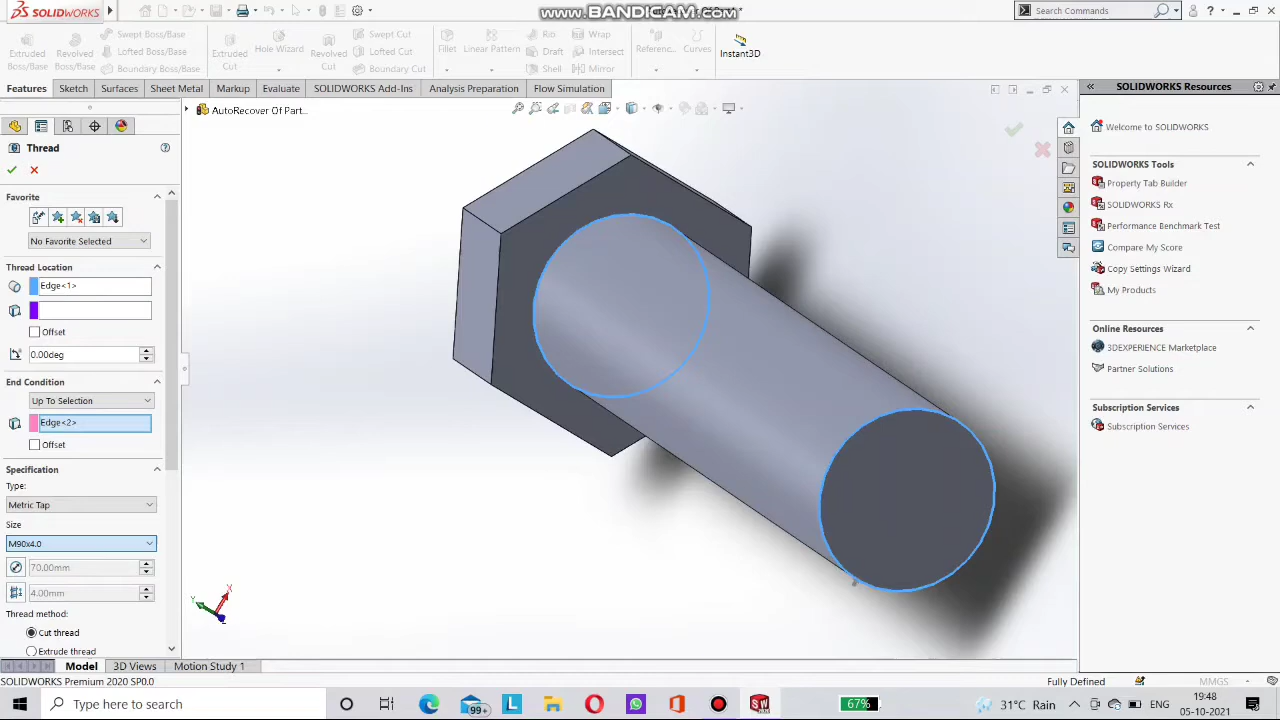 SOLIDWORKS
www.BANDICAM.com
Search Commands
Extruded Boss/Base
Revolved Boss/Base
Swept Boss/Base
Lofted Boss/Base
Boundary Boss/Base
Extruded Cut
Hole Wizard
Revolved Cut
Swept Cut
Lofted Cut
Boundary Cut
Fillet
Linear Pattern
Rib
Draft
Shell
Wrap
Intersect
Mirror
Referenc...
Curves
Instant3D
Features
Sketch
Surfaces
Sheet Metal
Markup
Evaluate
SOLIDWORKS Add-Ins
Analysis Preparation
Flow Simulation
AutoRecover Of Part...
Thread
Favorite
No Favorite Selected
Thread Location
Edge<1>
Offset
0.00deg
End Condition
Up To Selection
Edge<2>
Offset
Specification
Type:
Metric Tap
Size
M90x4.0
70.00mm
4.00mm
Thread method:
Cut thread
Extrude thread
X
Y
Z
SOLIDWORKS Resources
Welcome to SOLIDWORKS
SOLIDWORKS Tools
Property Tab Builder
SOLIDWORKS Rx
Performance Benchmark Test
Compare My Score
Copy Settings Wizard
My Products
Online Resources
3DEXPERIENCE Marketplace
Partner Solutions
Subscription Services
Subscription Services
Model
3D Views
Motion Study 1
SOLIDWORKS Premium 2020 SP0.0
Fully Defined
MMGS
Type here to search
99+
67%
31°C Rain
ENG
19:48
05-10-2021